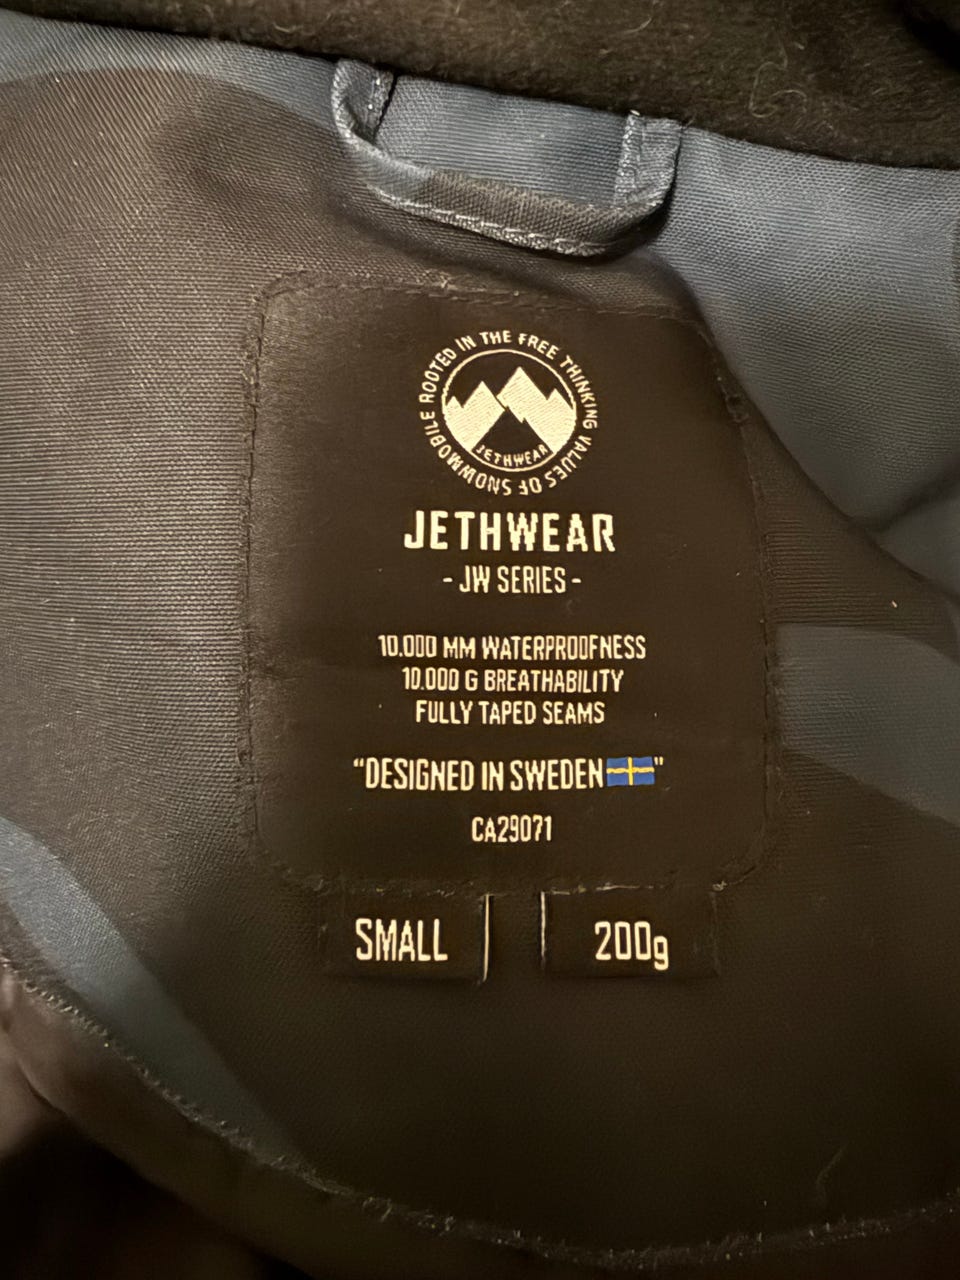 ROOTED IN THE FREE THINKING VALUES OF SNOWMOBILE
JETHWEAR
JETHWEAR
- JW SERIES -
10.000 MM WATERPROOFNESS
10.000 G BREATHABILITY
FULLY TAPED SEAMS
“DESIGNED IN SWEDEN"
CA29071
SMALL
200g